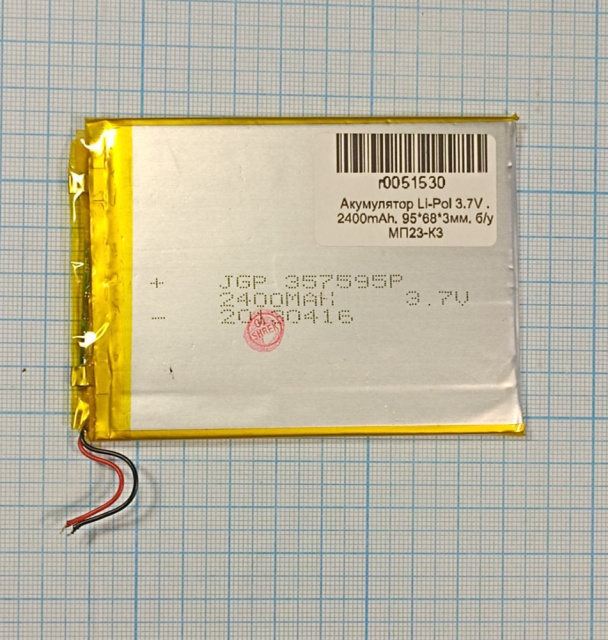 r0051530
Акумулятор Li-Pol 3.7V .
2400mAh, 95*68*3мм, б/у
МП23-К3
+ JGP 357595P
2400MAH 3.7V
-